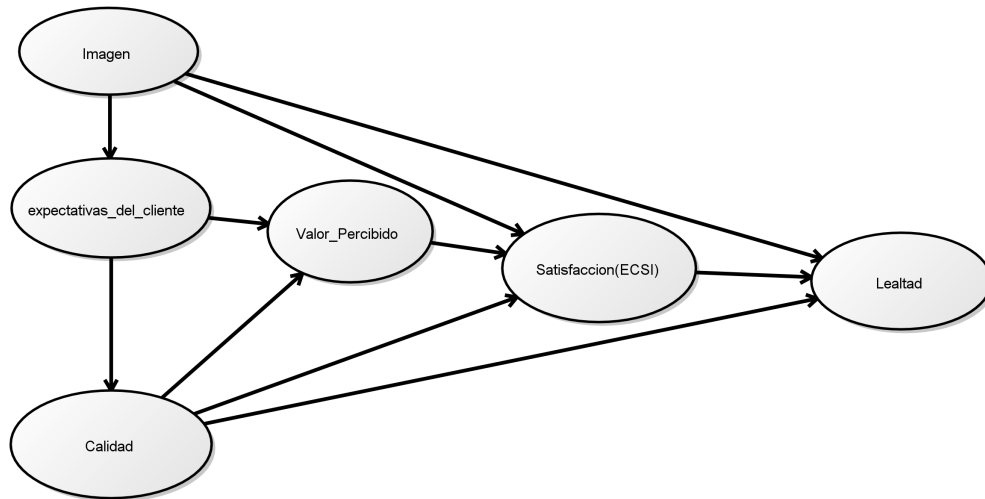 Imagen
expectativas_del_cliente
Valor_Percibido
Satisfaccion(ECSI)
Lealtad
Calidad